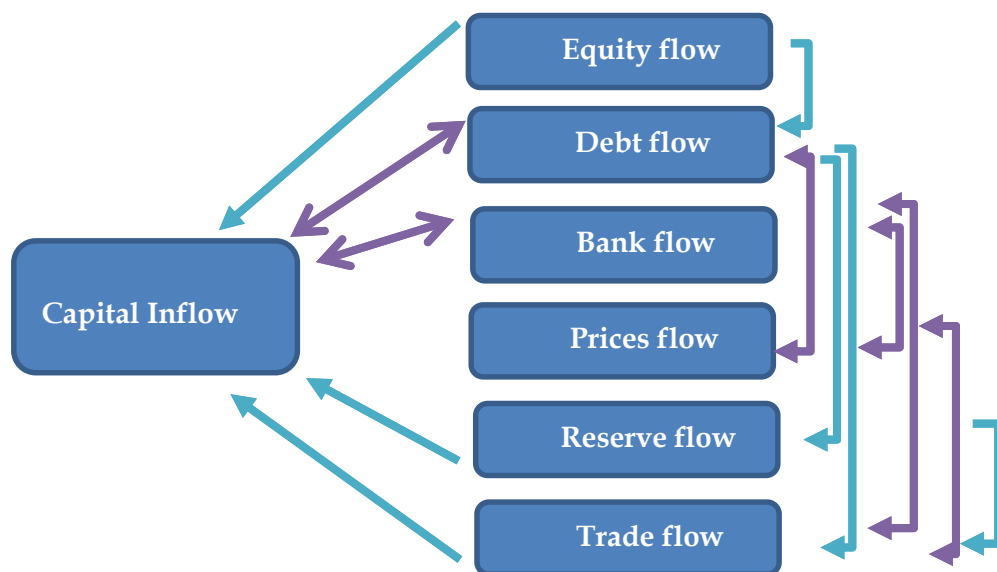 Equity flow
Debt flow
Bank flow
Capital Inflow
Prices flow
Reserve flow
Trade flow